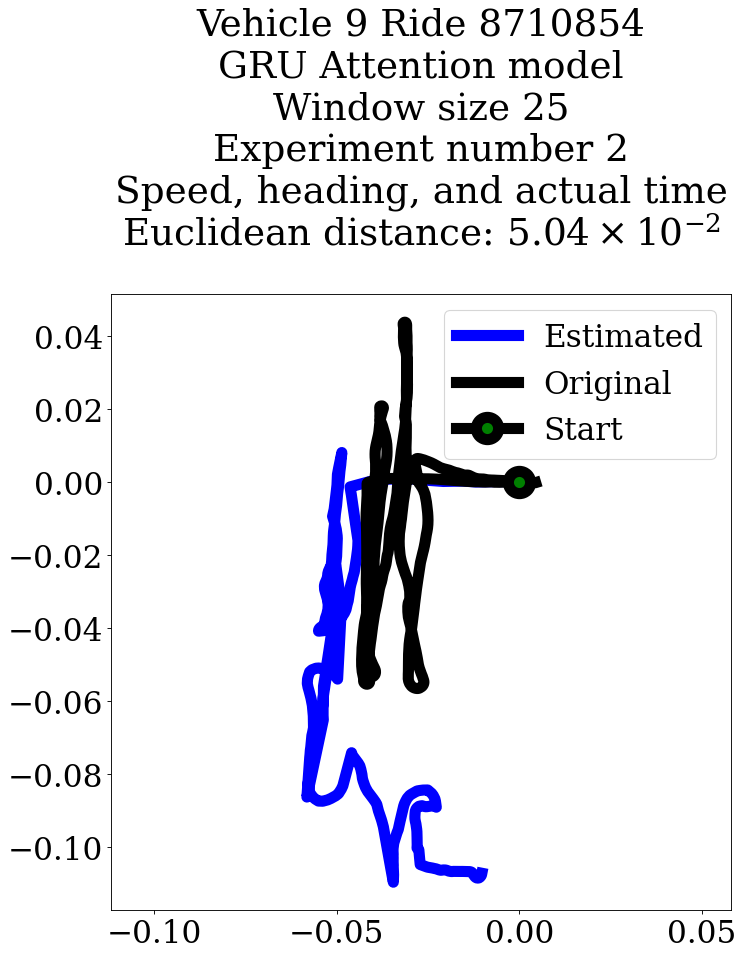 Vehicle 9 Ride 8710854
GRU Attention model
Window size 25
Experiment number 2
Speed, heading, and actual time
Euclidean distance: 5.04 × 10⁻²
Estimated
Original
Start
0.04
0.02
0.00
−0.02
−0.04
−0.06
−0.08
−0.10
−0.10 −0.05 0.00 0.05